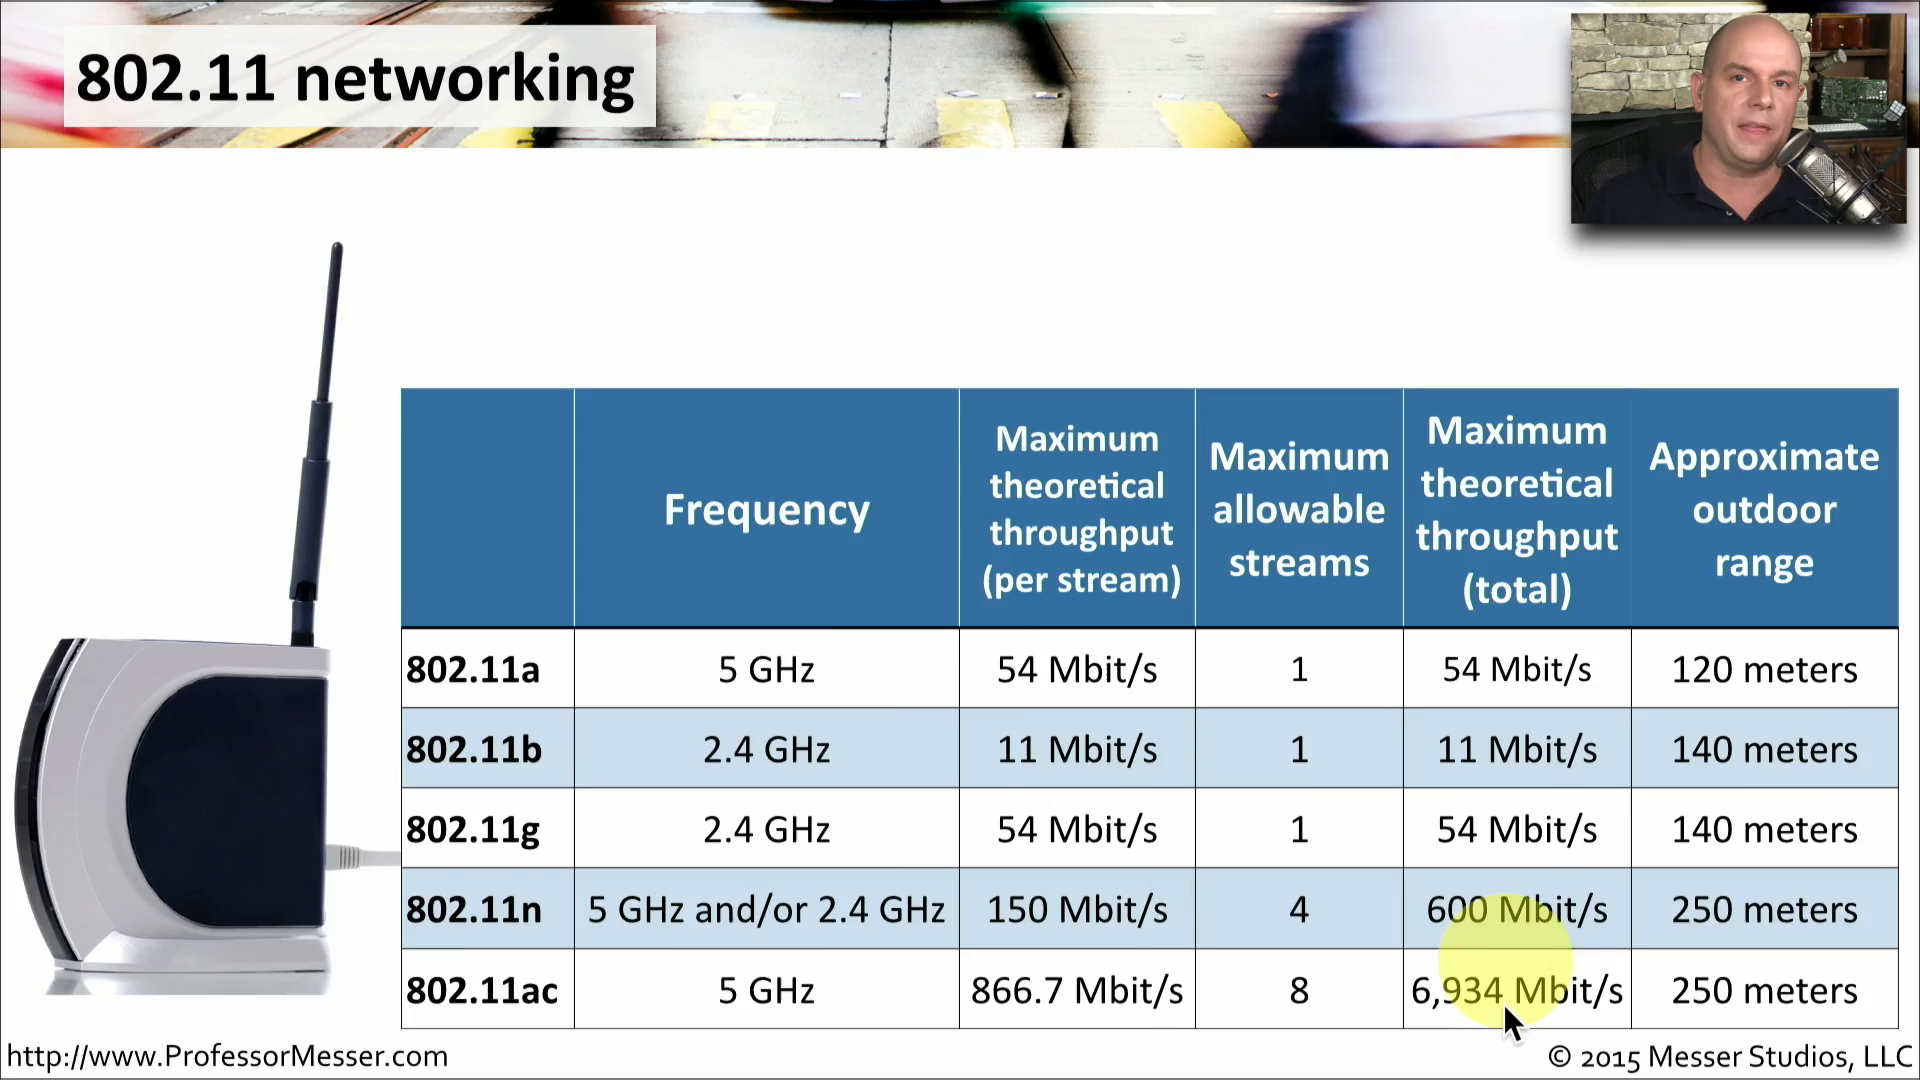 802.11 networking
Frequency
Maximum
theoretical
throughput
(per stream)
Maximum
allowable
streams
Maximum
theoretical
throughput
(total)
Approximate
outdoor
range
802.11a 5 GHz 54 Mbit/s 1 54 Mbit/s 120 meters
802.11b 2.4 GHz 11 Mbit/s 1 11 Mbit/s 140 meters
802.11g 2.4 GHz 54 Mbit/s 1 54 Mbit/s 140 meters
802.11n 5 GHz and/or 2.4 GHz 150 Mbit/s 4 600 Mbit/s 250 meters
802.11ac 5 GHz 866.7 Mbit/s 8 6,934 Mbit/s 250 meters
http://www.ProfessorMesser.com
© 2015 Messer Studios, LLC